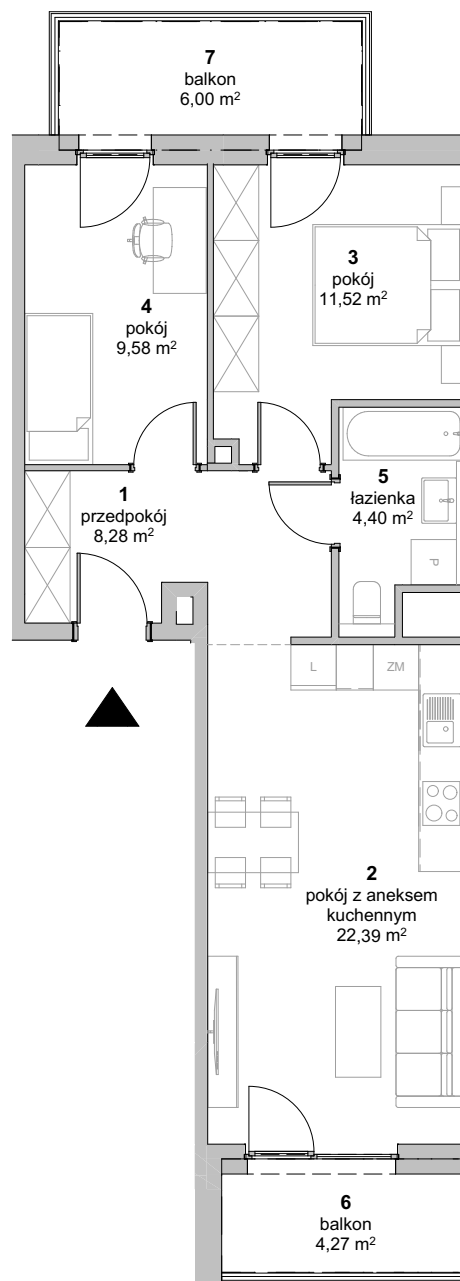 7
balkon
6,00 m²
3
pokój
11,52 m²
4
pokój
9,58 m²
5
łazienka
4,40 m²
1
przedpokój
8,28 m²
P
L
ZM
2
pokój z aneksem
kuchennym
22,39 m²
6
balkon
4,27 m²